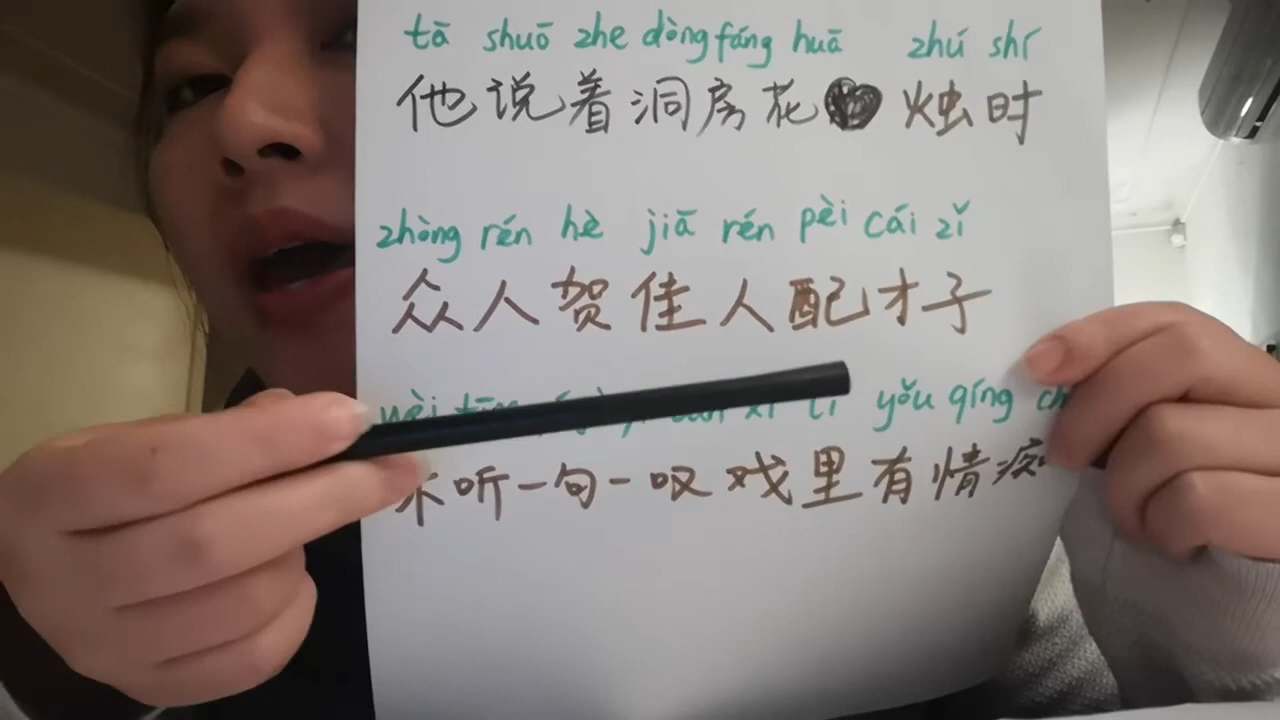 tā shuō zhe dòng fáng huā zhú shí
他说着洞房花烛时
zhòng rén hè jiā rén pèi cái zǐ
众人贺佳人配才子
yǒu qíng
听一句一叹戏里有情痴